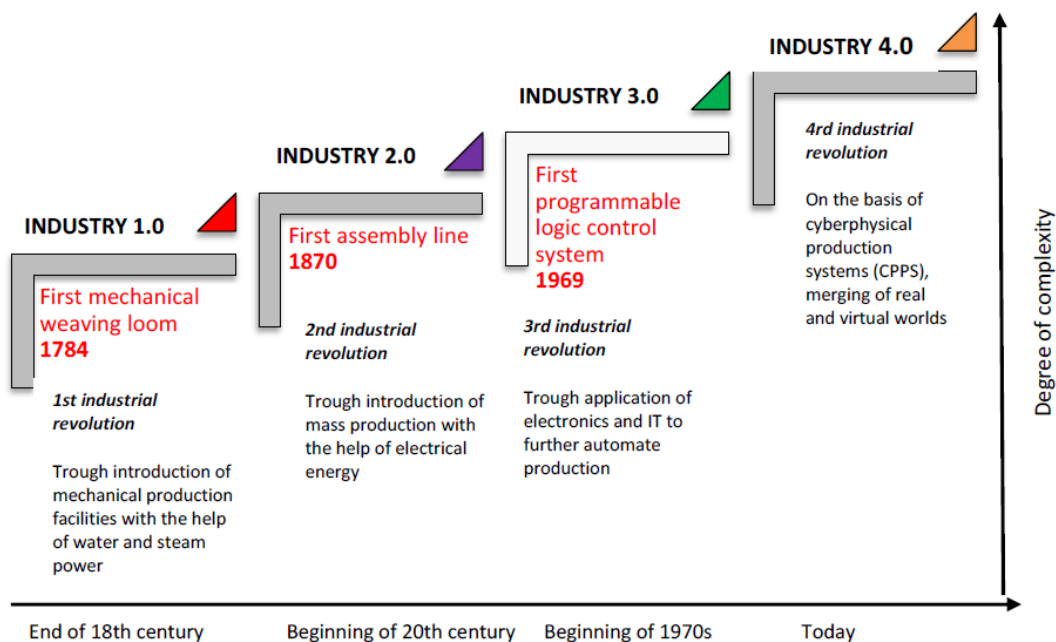 INDUSTRY 1.0
First mechanical
weaving loom
1784
1st industrial
revolution
Trough introduction of
mechanical production
facilities with the help
of water and steam
power
INDUSTRY 2.0
First assembly line
1870
2nd industrial
revolution
Trough introduction of
mass production with
the help of electrical
energy
INDUSTRY 3.0
First
programmable
logic control
system
1969
3rd industrial
revolution
Trough application of
electronics and IT to
further automate
production
INDUSTRY 4.0
4rd industrial
revolution
On the basis of
cyberphysical
production
systems (CPPS),
merging of real
and virtual worlds
Degree of complexity
End of 18th century
Beginning of 20th century
Beginning of 1970s
Today